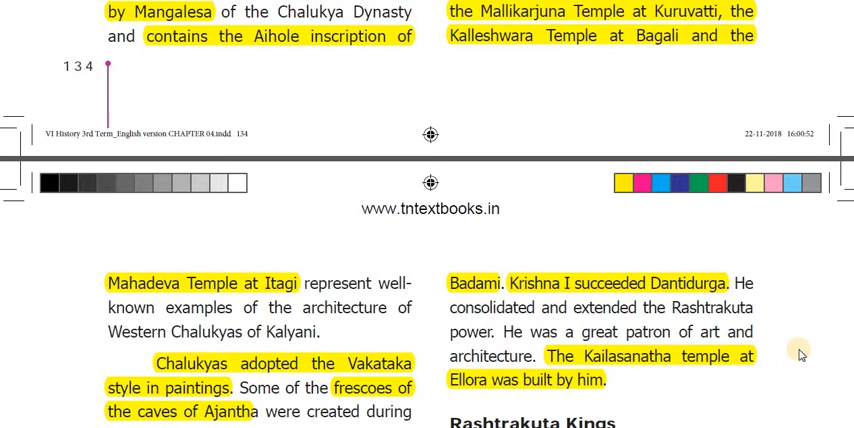 by Mangalesa of the Chalukya Dynasty
and contains the Aihole inscription of
the Mallikarjuna Temple at Kuruvatti, the
Kalleshwara Temple at Bagali and the
134
VI History 3rd Term_English version CHAPTER 04.indd 134
22-11-2018 16:00:52
www.tntextbooks.in
Mahadeva Temple at Itagi represent well-
known examples of the architecture of
Western Chalukyas of Kalyani.
Chalukyas adopted the Vakataka
style in paintings. Some of the frescoes of
the caves of Ajantha were created during
Badami. Krishna I succeeded Dantidurga. He
consolidated and extended the Rashtrakuta
power. He was a great patron of art and
architecture. The Kailasanatha temple at
Ellora was built by him.
Rashtrakuta Kings